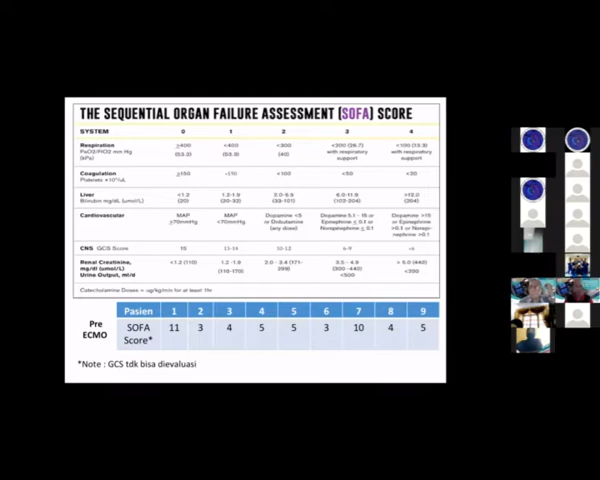 THE SEQUENTIAL ORGAN FAILURE ASSESSMENT (SOFA) SCORE
SYSTEM 0 1 2 3 4
Respiration ≥400 <400 <300 <200 (26.7) <100 (13.3)
PaO2/FiO2 mm Hg (53.2) (53.3) (40) with respiratory with respiratory
(kPa) support support
Coagulation ≥150 <100 <50 <20
Platelets
Liver <1.2 1.2-1.9 2.0-5.9 6.0-11.9 >12.0
Bilirubin mg/dL (umol/L) (20) (20-32) (33-101) (102-204) (204)
Cardiovascular MAP MAP Dopamine <5 Dopamine 5.1 - 15 or Dopamine >15
≥70mmHg <70mmHg or Dobutamine Epinephrine ≤ 0.1 or or Epinephrine
(any dose) Norepinephrine ≤ 0.1 >0.1 or Norepi-
nephrine >0.1
CNS GCS Score 15 13-14 10-12 6-9
Renal Creatinine, <1.2 (110) 1.2 -1.9 2.0 - 3.4 (171- 3.5 - 4.9 > 5.0 (440)
mg/dl (umol/L) (110-170) 299) (300 -440) <200
Urine Output, ml/d <500
Catecholamine Doses = ug/kg/min for at least 1hr
Pasien 1 2 3 4 5 6 7 8 9
Pre ECMO
SOFA Score* 11 3 4 5 5 3 10 4 5
*Note : GCS tdk bisa dievaluasi